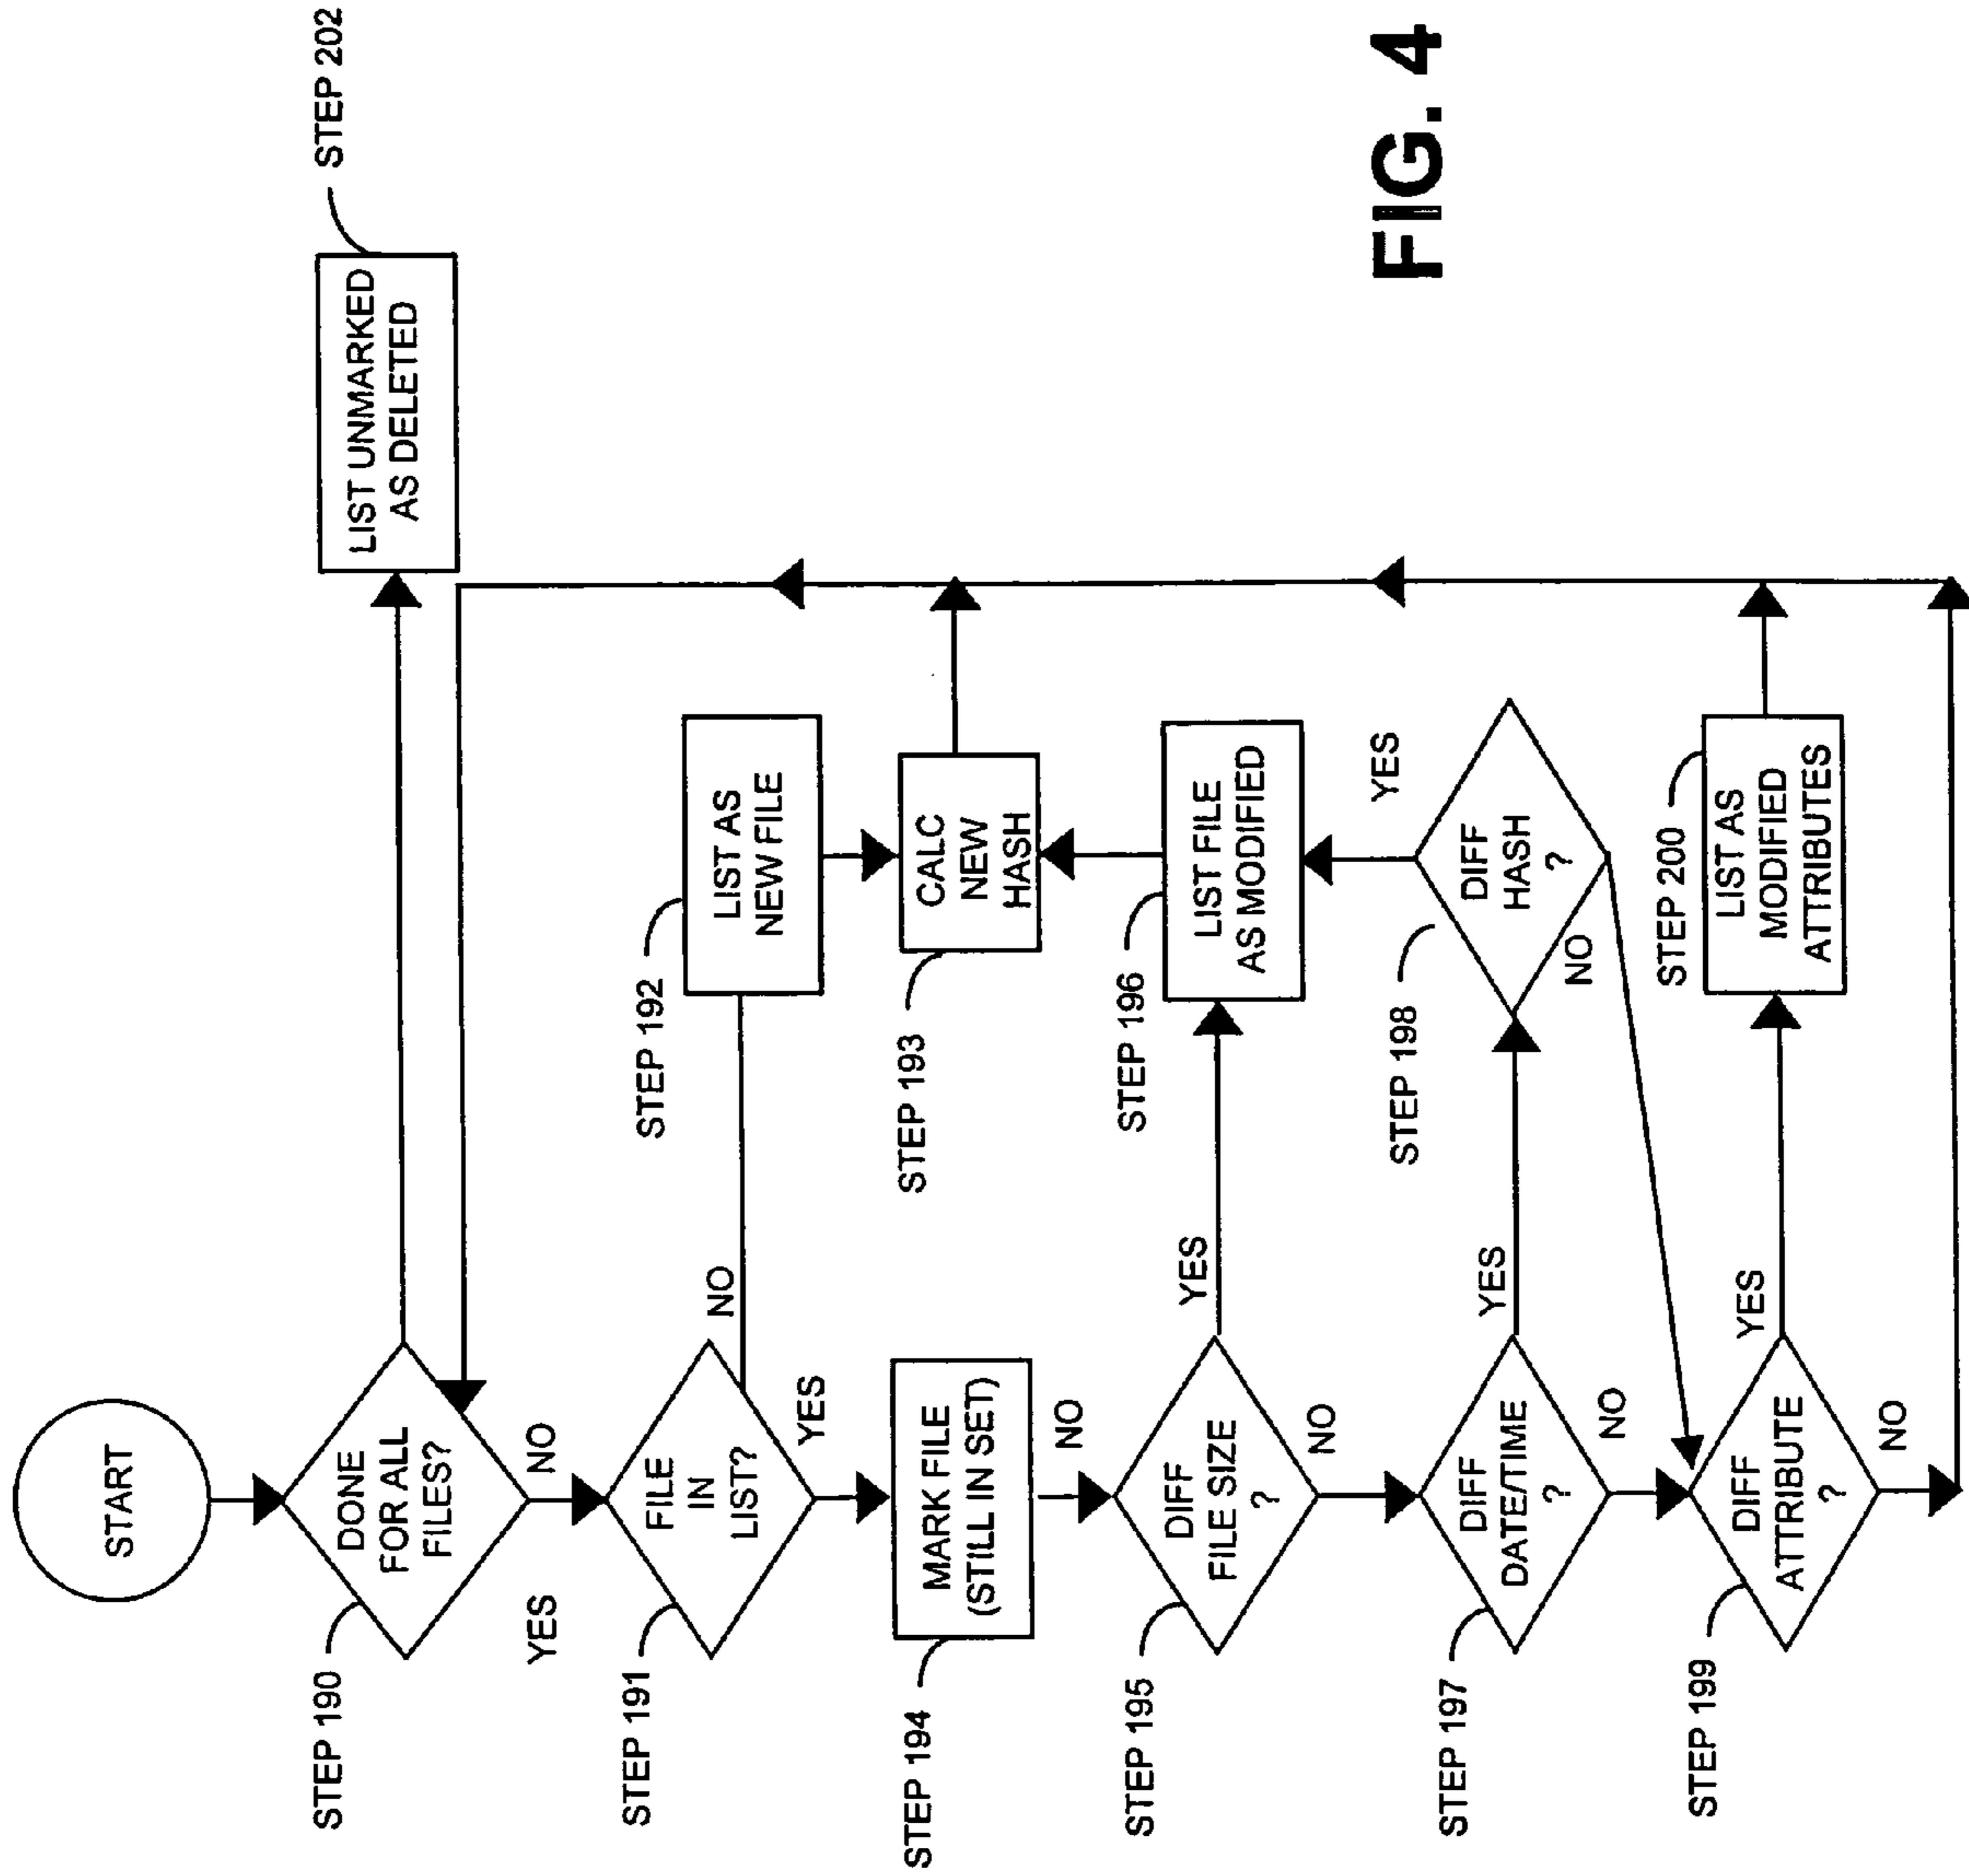 START
STEP 190
DONE
FOR ALL
FILES?
YES
NO
STEP 202
LIST UNMARKED
AS DELETED
STEP 191
FILE
IN
LIST?
NO
YES
STEP 192
LIST AS
NEW FILE
STEP 193
CALC
NEW
HASH
STEP 194
MARK FILE
(STILL IN SET)
NO
STEP 195
DIFF
FILE SIZE
?
YES
NO
STEP 196
LIST FILE
AS MODIFIED
STEP 197
DIFF
DATE/TIME
?
YES
NO
STEP 198
DIFF
HASH
?
YES
NO
STEP 199
DIFF
ATTRIBUTE
?
YES
NO
STEP 200
LIST AS
MODIFIED
ATTRIBUTES
FIG. 4